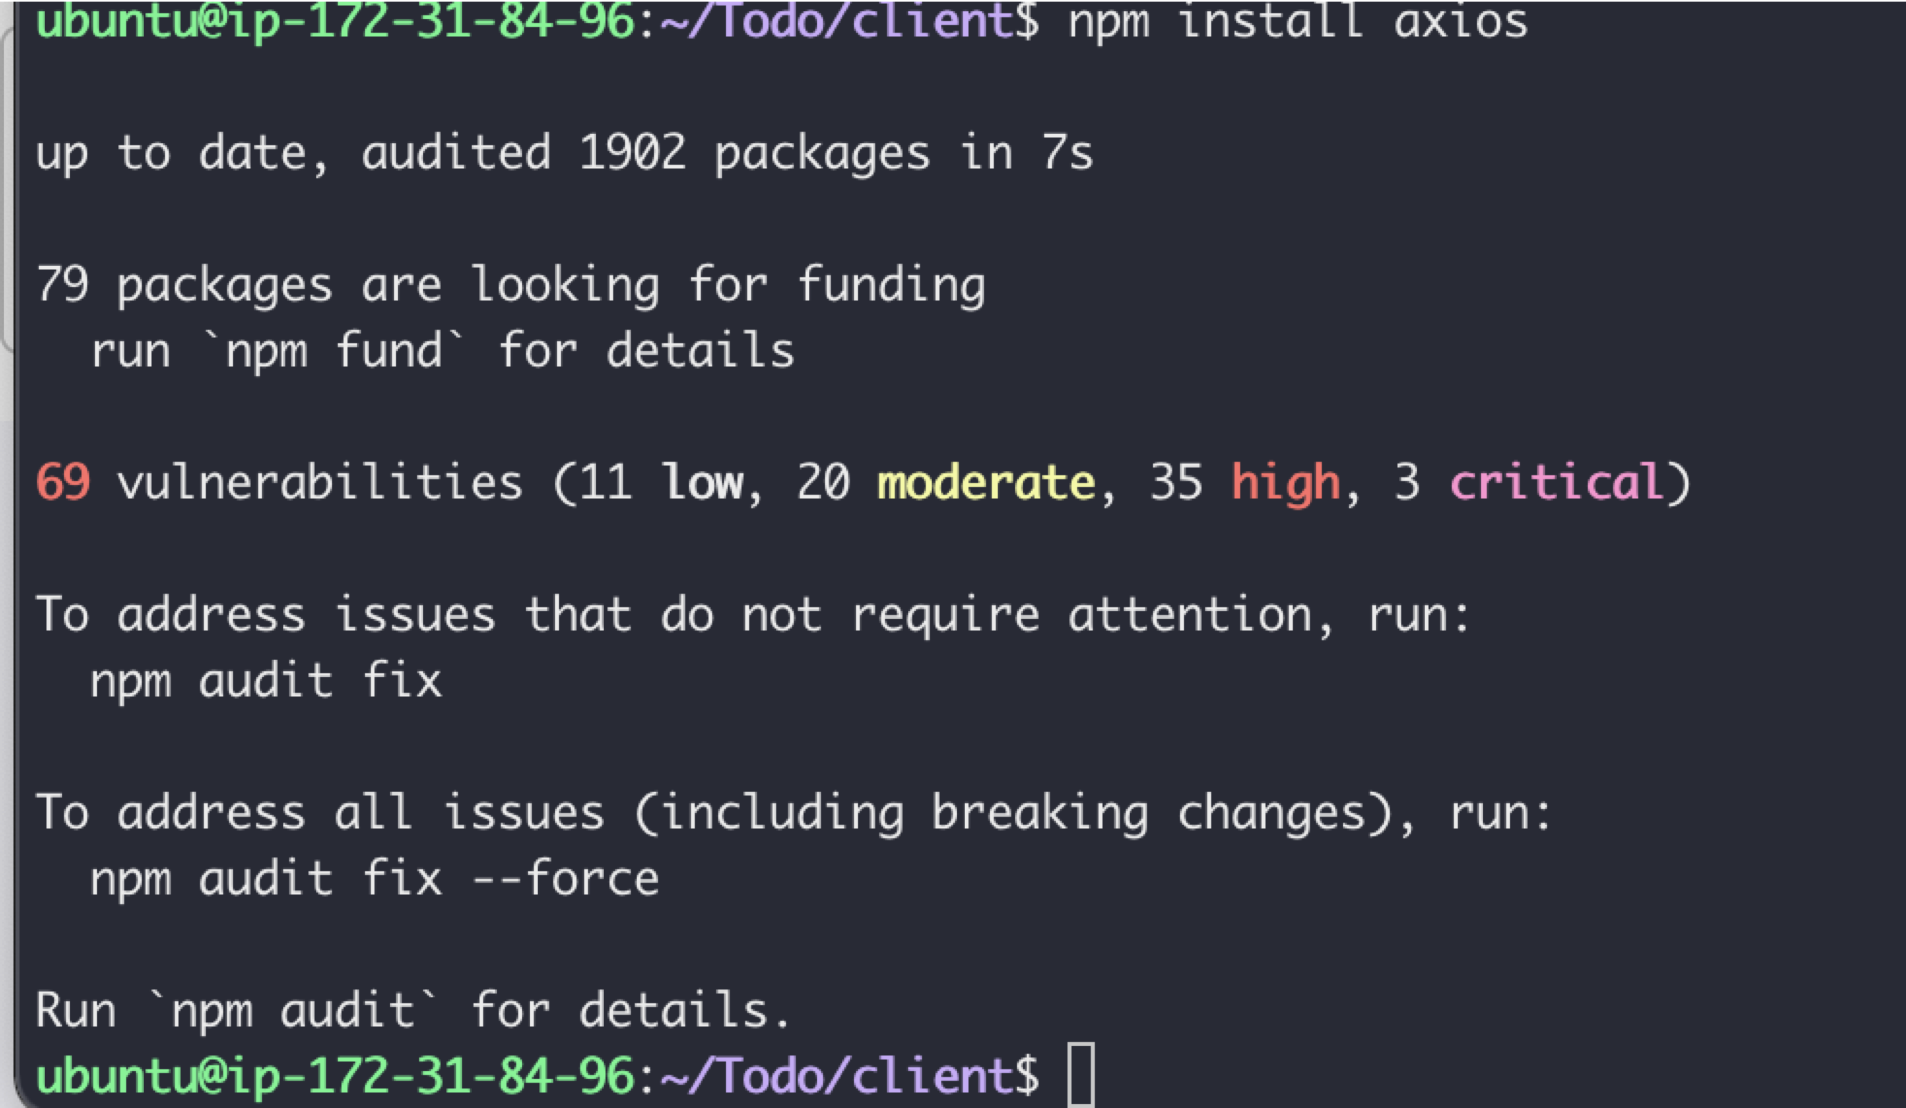 ubuntu@ip-172-31-84-96:~/Todo/client$ npm install axios
up to date, audited 1902 packages in 7s
79 packages are looking for funding
  run `npm fund` for details
69 vulnerabilities (11 low, 20 moderate, 35 high, 3 critical)
To address issues that do not require attention, run:
  npm audit fix
To address all issues (including breaking changes), run:
  npm audit fix --force
Run `npm audit` for details.
ubuntu@ip-172-31-84-96:~/Todo/client$